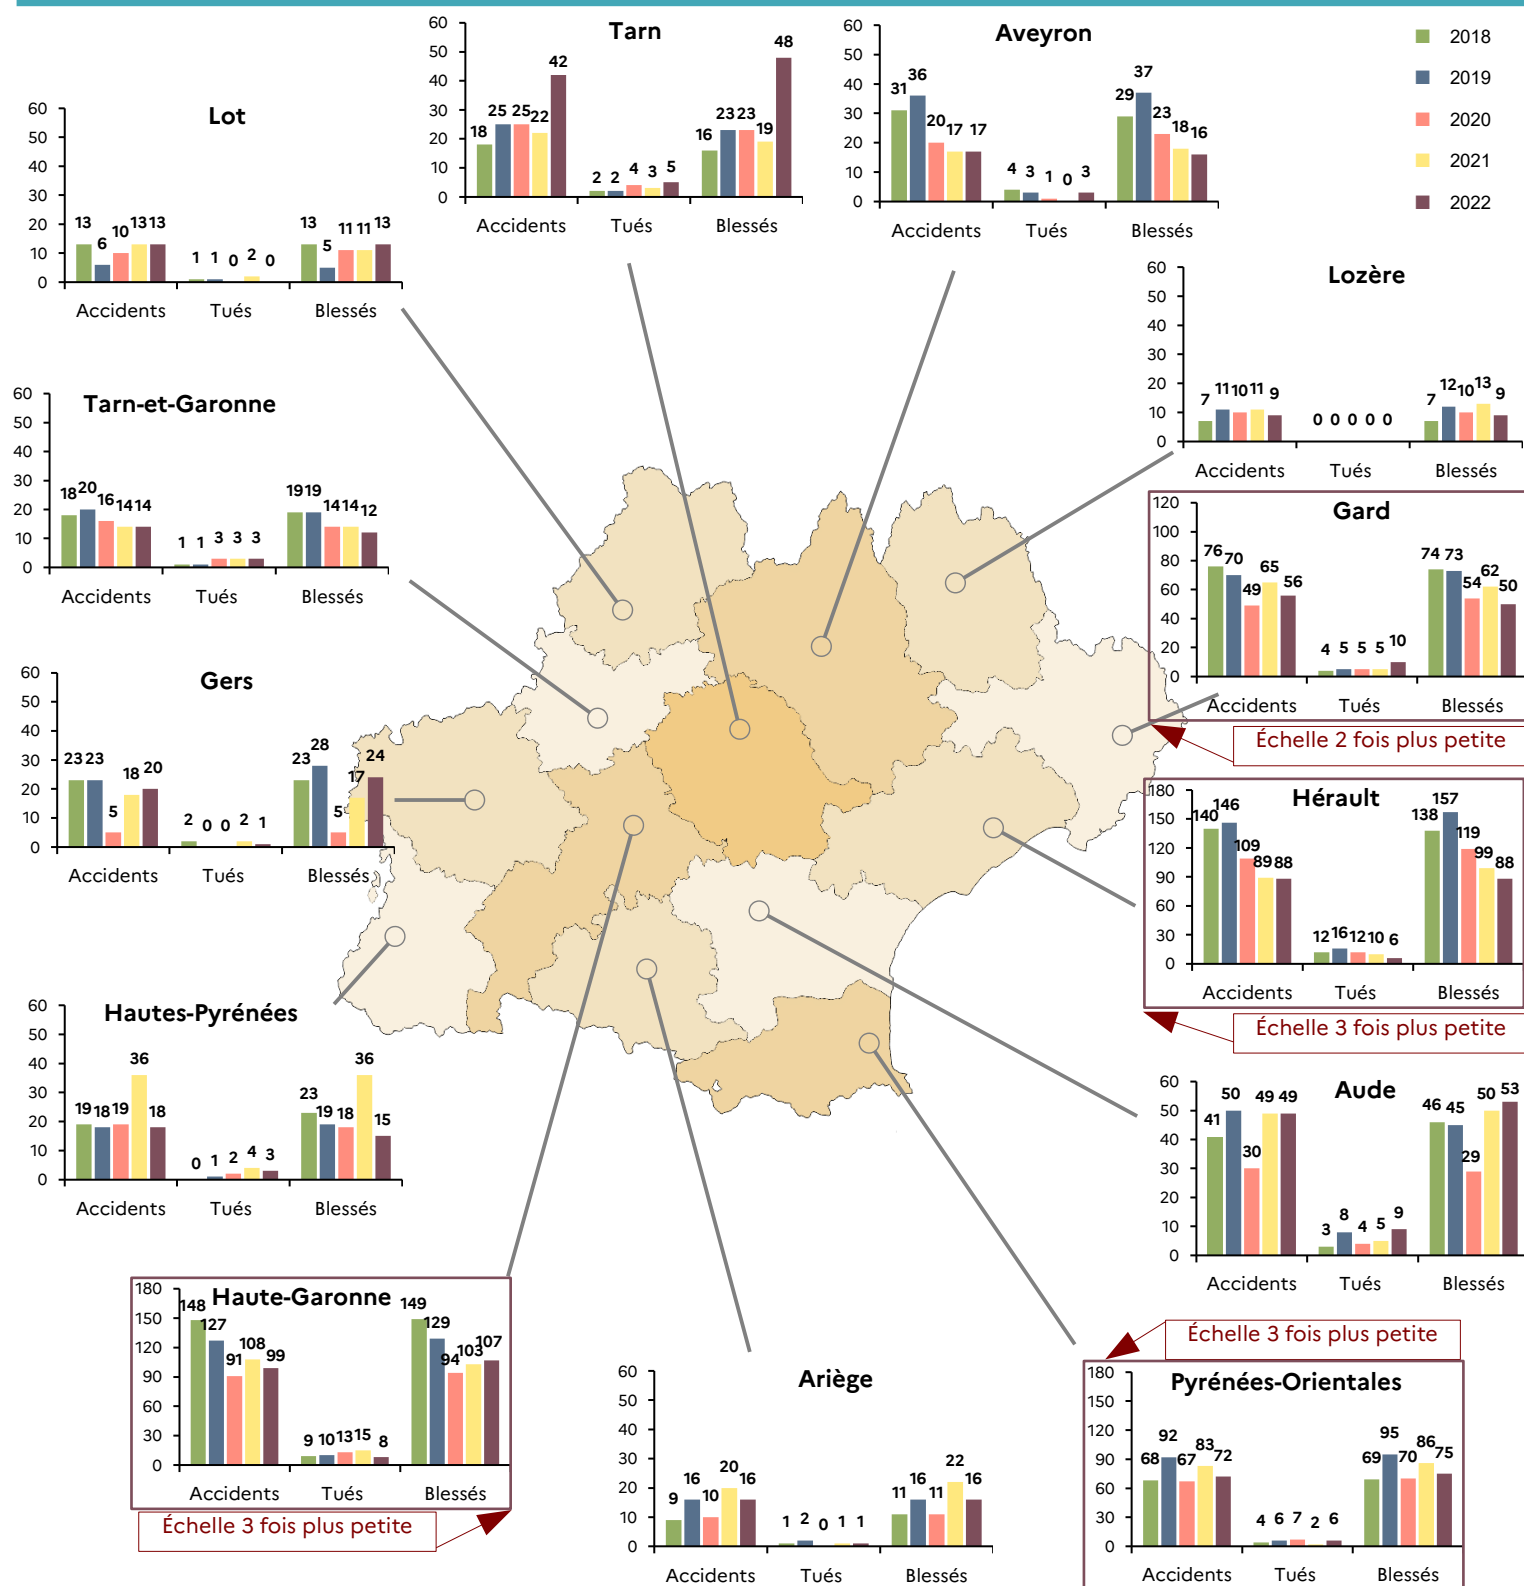 Tarn
60
50
40
30
20
10
0
18 25 25 22 42
2 2 4 3 5
16 23 23 19 48
Accidents Tués Blessés
Aveyron
60
50
40
30
20
10
0
31 36 20 17 17
4 3 1 0 3
29 37 23 18 16
Accidents Tués Blessés
2018
2019
2020
2021
2022
Lot
60
50
40
30
20
10
0
13 6 10 13 13
1 1 0 2 0
13 5 11 11 13
Accidents Tués Blessés
Lozère
60
50
40
30
20
10
0
7 11 10 11 9
0 0 0 0 0
7 12 10 13 9
Accidents Tués Blessés
Tarn-et-Garonne
60
50
40
30
20
10
0
18 20 16 14 14
1 1 3 3 3
19 19 14 14 12
Accidents Tués Blessés
Gard
120
100
80
60
40
20
0
76 70 49 65 56
4 5 5 5 10
74 73 54 62 50
Accidents Tués Blessés
Échelle 2 fois plus petite
Gers
60
50
40
30
20
10
0
23 23 5 18 20
2 0 0 2 1
23 28 5 17 24
Accidents Tués Blessés
Hérault
180
150
120
90
60
30
0
140 146 109 89 88
12 16 12 10 6
138 157 119 99 88
Accidents Tués Blessés
Échelle 3 fois plus petite
Hautes-Pyrénées
60
50
40
30
20
10
0
19 18 19 36 18
0 1 2 4 3
23 19 18 36 15
Accidents Tués Blessés
Aude
60
50
40
30
20
10
0
41 50 30 49 49
3 8 4 5 9
46 45 29 50 53
Accidents Tués Blessés
Haute-Garonne
180
150
120
90
60
30
0
148 127 91 108 99
9 10 13 15 8
149 129 94 103 107
Accidents Tués Blessés
Échelle 3 fois plus petite
Ariège
60
50
40
30
20
10
0
9 16 10 20 16
1 2 0 1 1
11 16 11 22 16
Accidents Tués Blessés
Échelle 3 fois plus petite
Pyrénées-Orientales
180
150
120
90
60
30
0
68 92 67 83 72
4 6 7 2 6
69 95 70 86 75
Accidents Tués Blessés